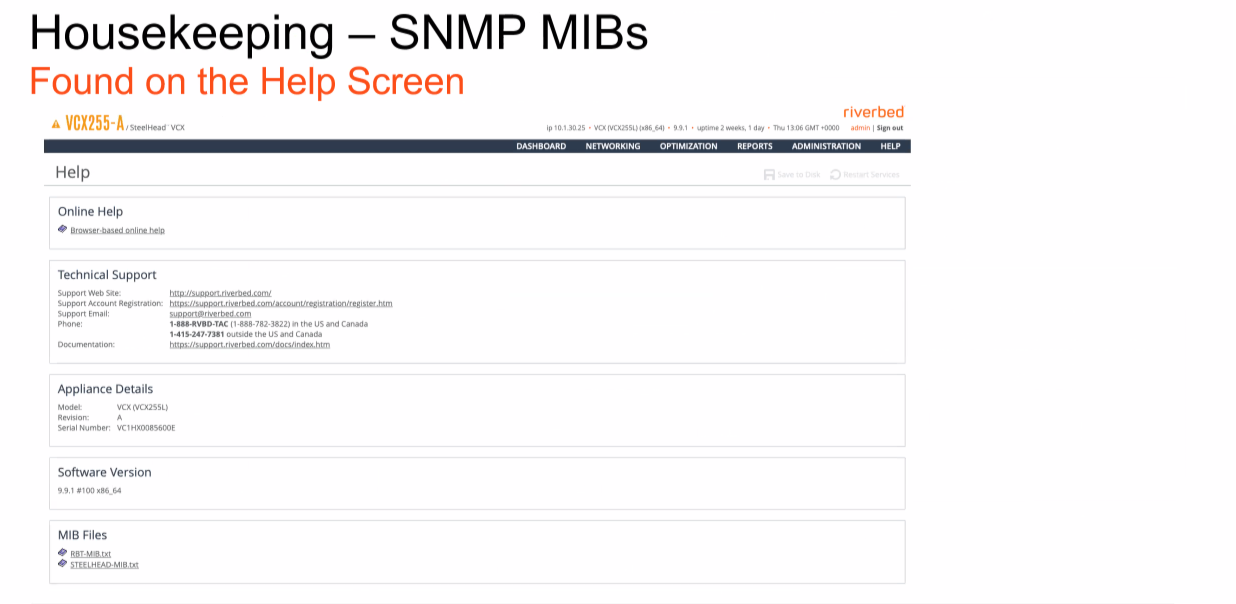 Housekeeping – SNMP MIBs
Found on the Help Screen
riverbed
VCX255-A / SteelHead™ VCX
ip 10.1.30.25 • VCX (VCX255L) (x86_64) • 9.9.1 • uptime 2 weeks, 1 day • Thu 13:06 GMT +0000 admin | Sign out
DASHBOARD NETWORKING OPTIMIZATION REPORTS ADMINISTRATION HELP
Help
Save to Disk Restart Services
Online Help
Browser-based online help
Technical Support
Support Web Site: http://support.riverbed.com/
Support Account Registration: https://support.riverbed.com/account/registration/register.htm
Support Email: support@riverbed.com
Phone: 1-888-RVBD-TAC (1-888-782-3822) in the US and Canada
1-415-247-7381 outside the US and Canada
Documentation: https://support.riverbed.com/docs/index.htm
Appliance Details
Model: VCX (VCX255L)
Revision: A
Serial Number: VC1HX0085600E
Software Version
9.9.1 #100 x86_64
MIB Files
RBT-MIB.txt
STEELHEAD-MIB.txt